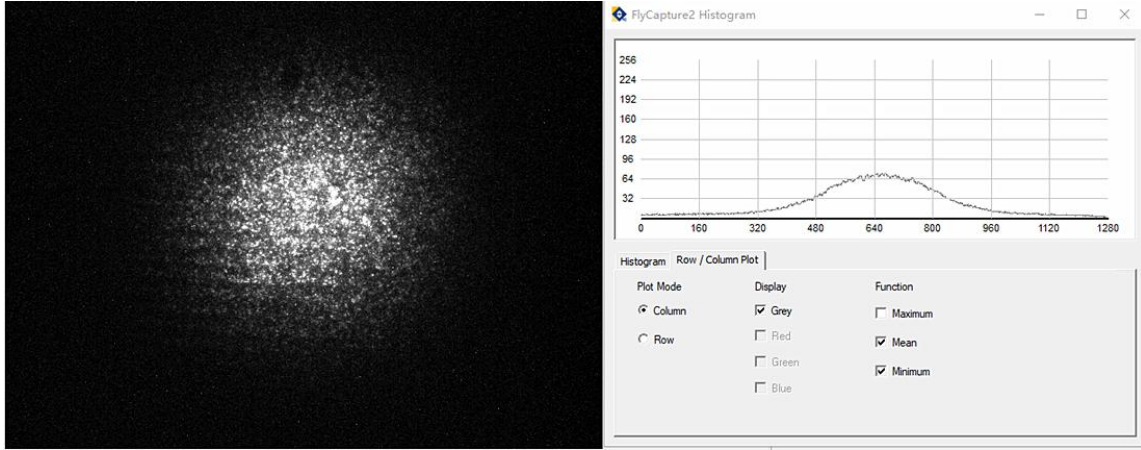 FlyCapture2 Histogram
256
224
192
160
128
96
64
32
0 160 320 480 640 800 960 1120 1280
Histogram Row / Column Plot
Plot Mode Display Function
Column Grey Maximum
Row Red Mean
Green Minimum
Blue